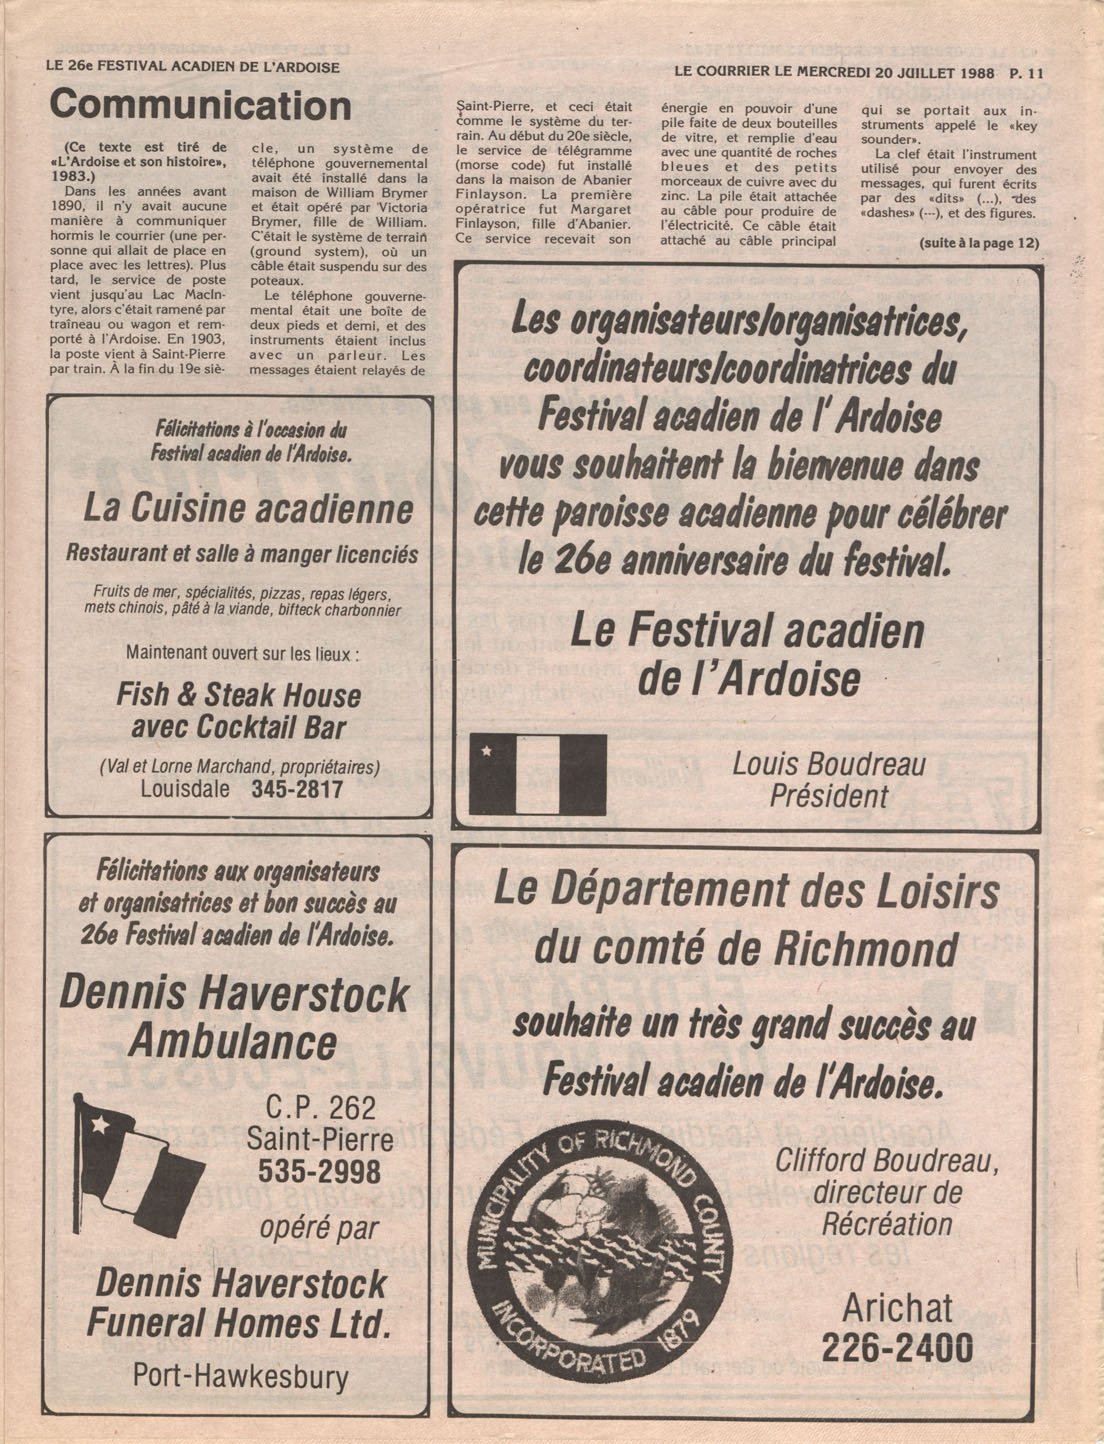 LE 26e FESTIVAL ACADIEN DE L'ARDOISE
LE COURRIER LE MERCREDI 20 JUILLET 1988 P. 11
Communication
(Ce texte est tiré de
«L'Ardoise et son histoire»,
1983.)
Dans les années avant
1890, il n'y avait aucune
manière à communiquer
hormis le courrier (une per-
sonne qui allait de place en
place avec les lettres). Plus
tard, le service de poste
vient jusqu'au Lac MacIn-
tyre, alors c'était ramené par
traîneau ou wagon et rem-
porté à l'Ardoise. En 1903,
la poste vient à Saint-Pierre
par train. À la fin du 19e siè-
cle, un système de
téléphone gouvernemental
avait été installé dans la
maison de William Brymer
et était opéré par Victoria
Brymer, fille de William.
C'était le système de terrain
(ground system), où un
câble était suspendu sur des
poteaux.
Le téléphone gouverne-
mental était une boîte de
deux pieds et demi, et des
instruments étaient inclus
avec un parleur. Les
messages étaient relayés de
Saint-Pierre, et ceci était
comme le système du ter-
rain. Au début du 20e siècle,
le service de télégramme
(morse code) fut installé
dans la maison de Abanier
Finlayson. La première
opératrice fut Margaret
Finlayson, fille d'Abanier.
Ce service recevait son
énergie en pouvoir d'une
pile faite de deux bouteilles
de vitre, et remplie d'eau
avec une quantité de roches
bleues et des petits
morceaux de cuivre avec du
zinc. La pile était attachée
au câble pour produire de
l'électricité. Ce câble était
attaché au câble principal
qui se portait aux in-
struments appelé le «key
sounder».
La clef était l'instrument
utilisé pour envoyer des
messages, qui furent écrits
par des «dits» (...), des
«dashes» (---), et des figures.
(suite à la page 12)
Félicitations à l'occasion du
Festival acadien de l'Ardoise.
La Cuisine acadienne
Restaurant et salle à manger licenciés
Fruits de mer, spécialités, pizzas, repas légers,
mets chinois, pâté à la viande, bifteck charbonnier
Maintenant ouvert sur les lieux :
Fish & Steak House
avec Cocktail Bar
(Val et Lorne Marchand, propriétaires)
Louisdale 345-2817
Les organisateurs/organisatrices,
coordinateurs/coordinatrices du
Festival acadien de l' Ardoise
vous souhaitent la bienvenue dans
cette paroisse acadienne pour célébrer
le 26e anniversaire du festival.
Le Festival acadien
de l'Ardoise
Louis Boudreau
Président
Félicitations aux organisateurs
et organisatrices et bon succès au
26e Festival acadien de l'Ardoise.
Dennis Haverstock
Ambulance
C.P. 262
Saint-Pierre
535-2998
opéré par
Dennis Haverstock
Funeral Homes Ltd.
Port-Hawkesbury
Le Département des Loisirs
du comté de Richmond
souhaite un très grand succès au
Festival acadien de l'Ardoise.
MUNICIPALITY OF RICHMOND COUNTY
INCORPORATED 1879
Clifford Boudreau,
directeur de
Récréation
Arichat
226-2400